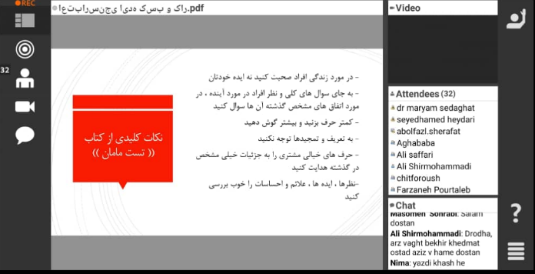 REC
اعتبارسنجی ایده و کسب و کار.pdf
- در مورد زندگی افراد صحبت کنید نه ایده خودتان
- به جای سوال های کلی و نظر افراد در مورد آینده ، در
مورد اتفاق های مشخص گذشته آن ها سوال کنید
- کمتر حرف بزنید و بیشتر گوش دهید
- به تعریف و تمجیدها توجه نکنید
- حرف های خیالی مشتری را به جزئیات خیلی مشخص
در گذشته هدایت کنید
-نظرها ، ایده ها ، علائم و احساسات را خوب بررسی
کنید
نکات کلیدی از کتاب
(( تست مامان ))
32
Video
Attendees (32)
dr maryam sedaghat
seyedhamed heydari
abolfazl.sherafat
Aghababa
Ali saffari
Ali Shirmohammadi
chitforoush
Farzaneh Pourtaleb
Chat
Masomeh Sohrabi: Salam
dostan
Ali Shirmohammadi: Drodha,
arz vaght bekhir khedmat
ostad aziz v hame dostan
Nima: yazdi khash he
?